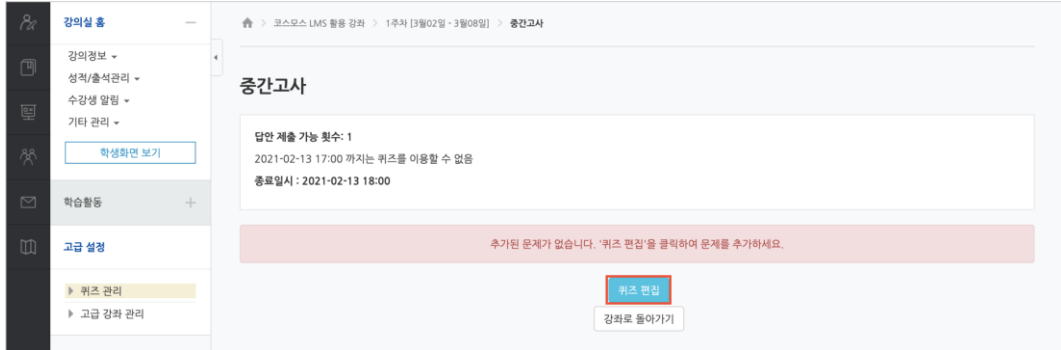 강의실 홈
강의정보
성적/출석관리
수강생 알림
기타 관리
학생화면 보기
학습활동
고급 설정
퀴즈 관리
고급 강좌 관리
코스모스 LMS 활용 강좌 > 1주차 [3월02일 - 3월08일] > 중간고사
중간고사
답안 제출 가능 횟수: 1
2021-02-13 17:00 까지는 퀴즈를 이용할 수 없음
종료일시 : 2021-02-13 18:00
추가된 문제가 없습니다. '퀴즈 편집'을 클릭하여 문제를 추가하세요.
퀴즈 편집
강좌로 돌아가기